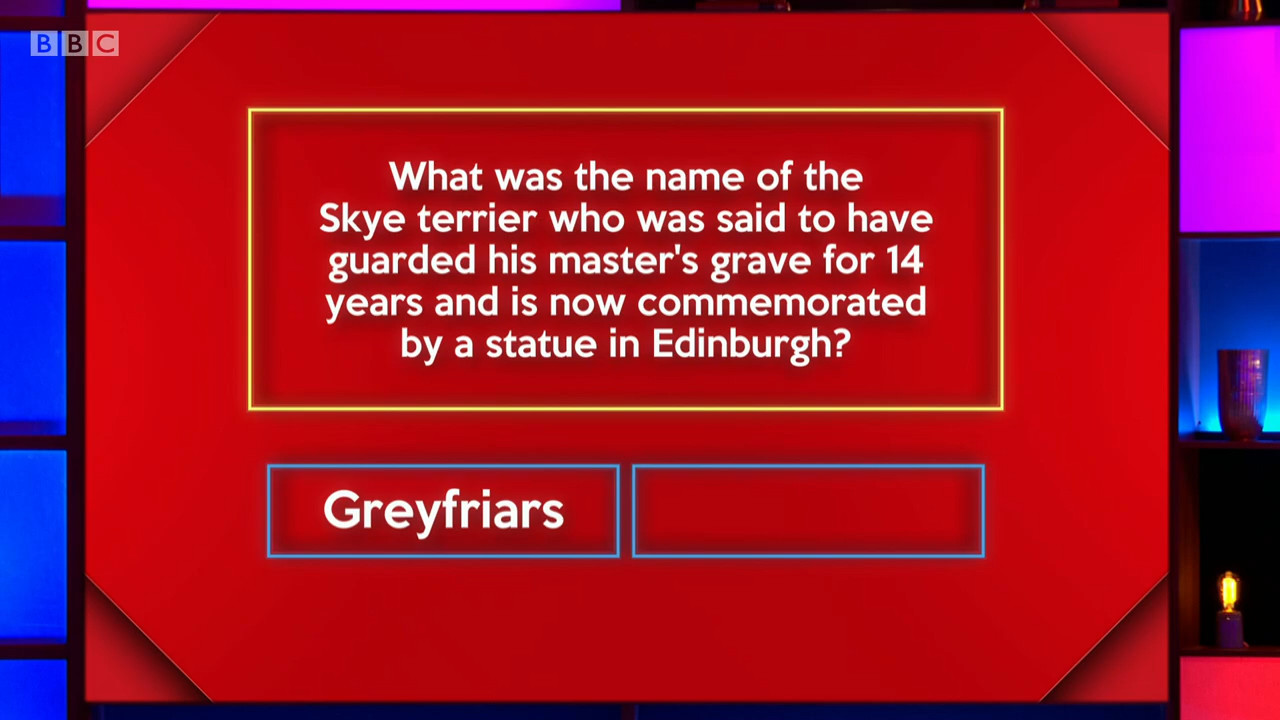 BBC
What was the name of the
Skye terrier who was said to have
guarded his master's grave for 14
years and is now commemorated
by a statue in Edinburgh?
Greyfriars